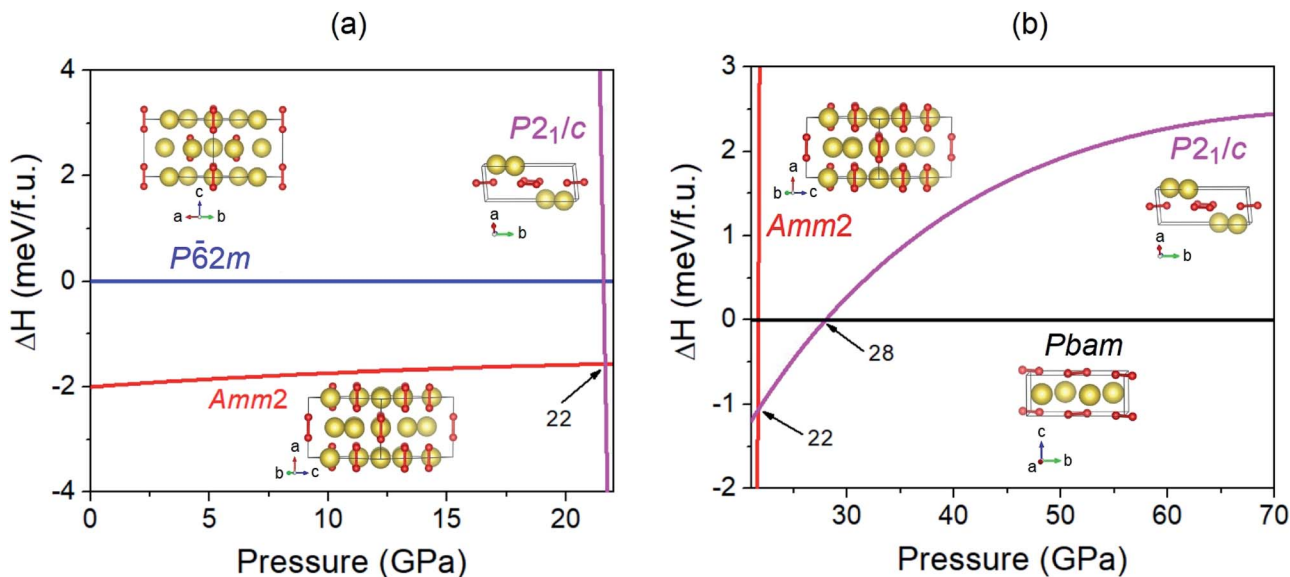 (a)
(b)
4
2
0
-2
-4
ΔH (meV/f.u.)
P2₁/c
P6̄2m
Amm2
22
c
a
b
a
b
a
b
c
0
5
10
15
20
Pressure (GPa)
3
2
1
0
-1
-2
ΔH (meV/f.u.)
Amm2
P2₁/c
28
Pbam
22
a
b
c
a
b
c
a
b
30
40
50
60
70
Pressure (GPa)